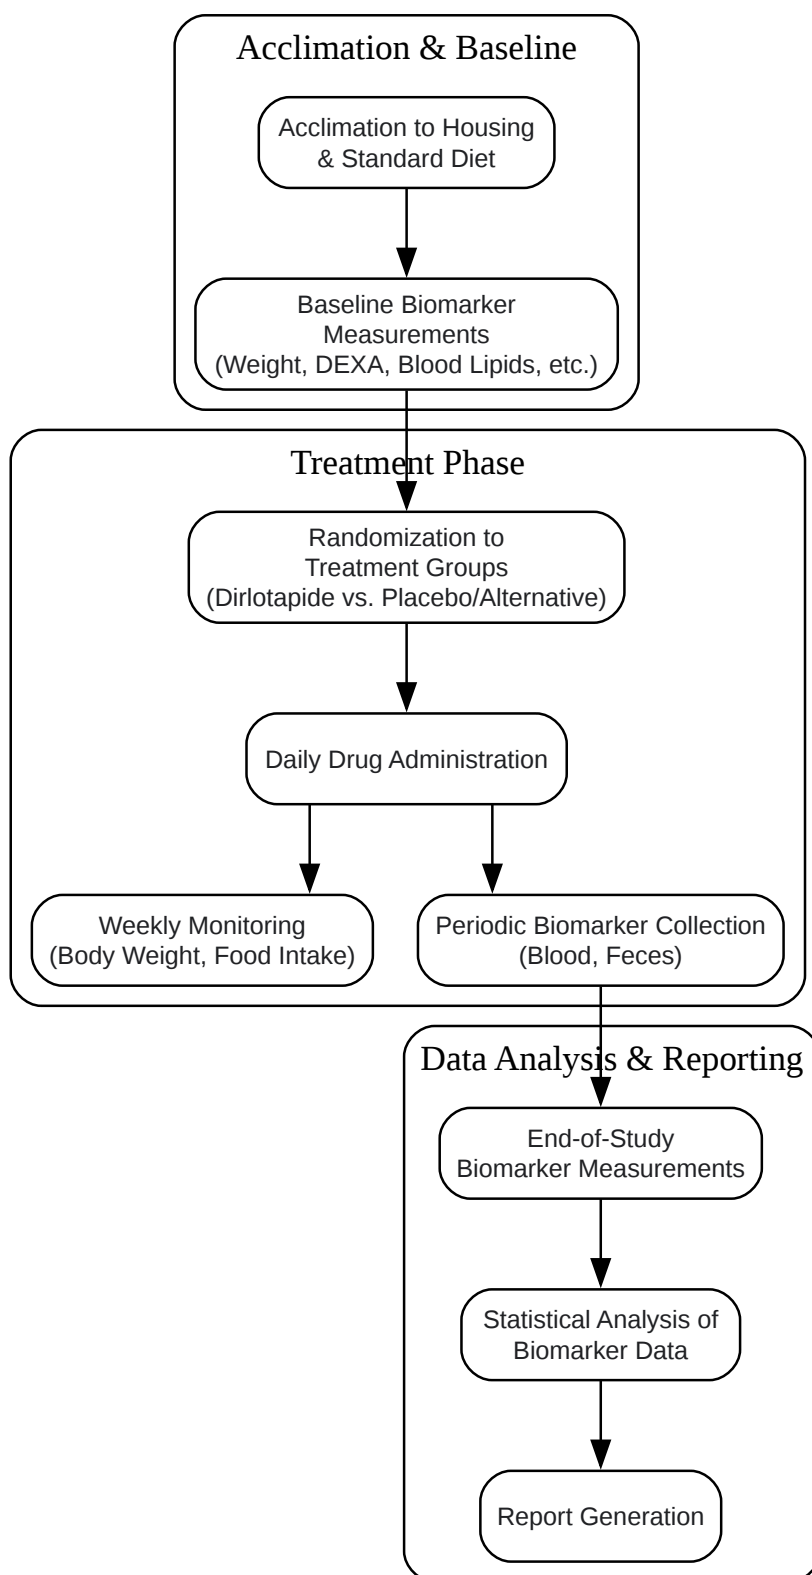 Acclimation & Baseline
Acclimation to Housing
& Standard Diet
Baseline Biomarker
Measurements
(Weight, DEXA, Blood Lipids, etc.)
Treatment Phase
Randomization to
Treatment Groups
(Dirlotapide vs. Placebo/Alternative)
Daily Drug Administration
Weekly Monitoring
(Body Weight, Food Intake)
Periodic Biomarker Collection
(Blood, Feces)
Data Analysis & Reporting
End-of-Study
Biomarker Measurements
Statistical Analysis of
Biomarker Data
Report Generation